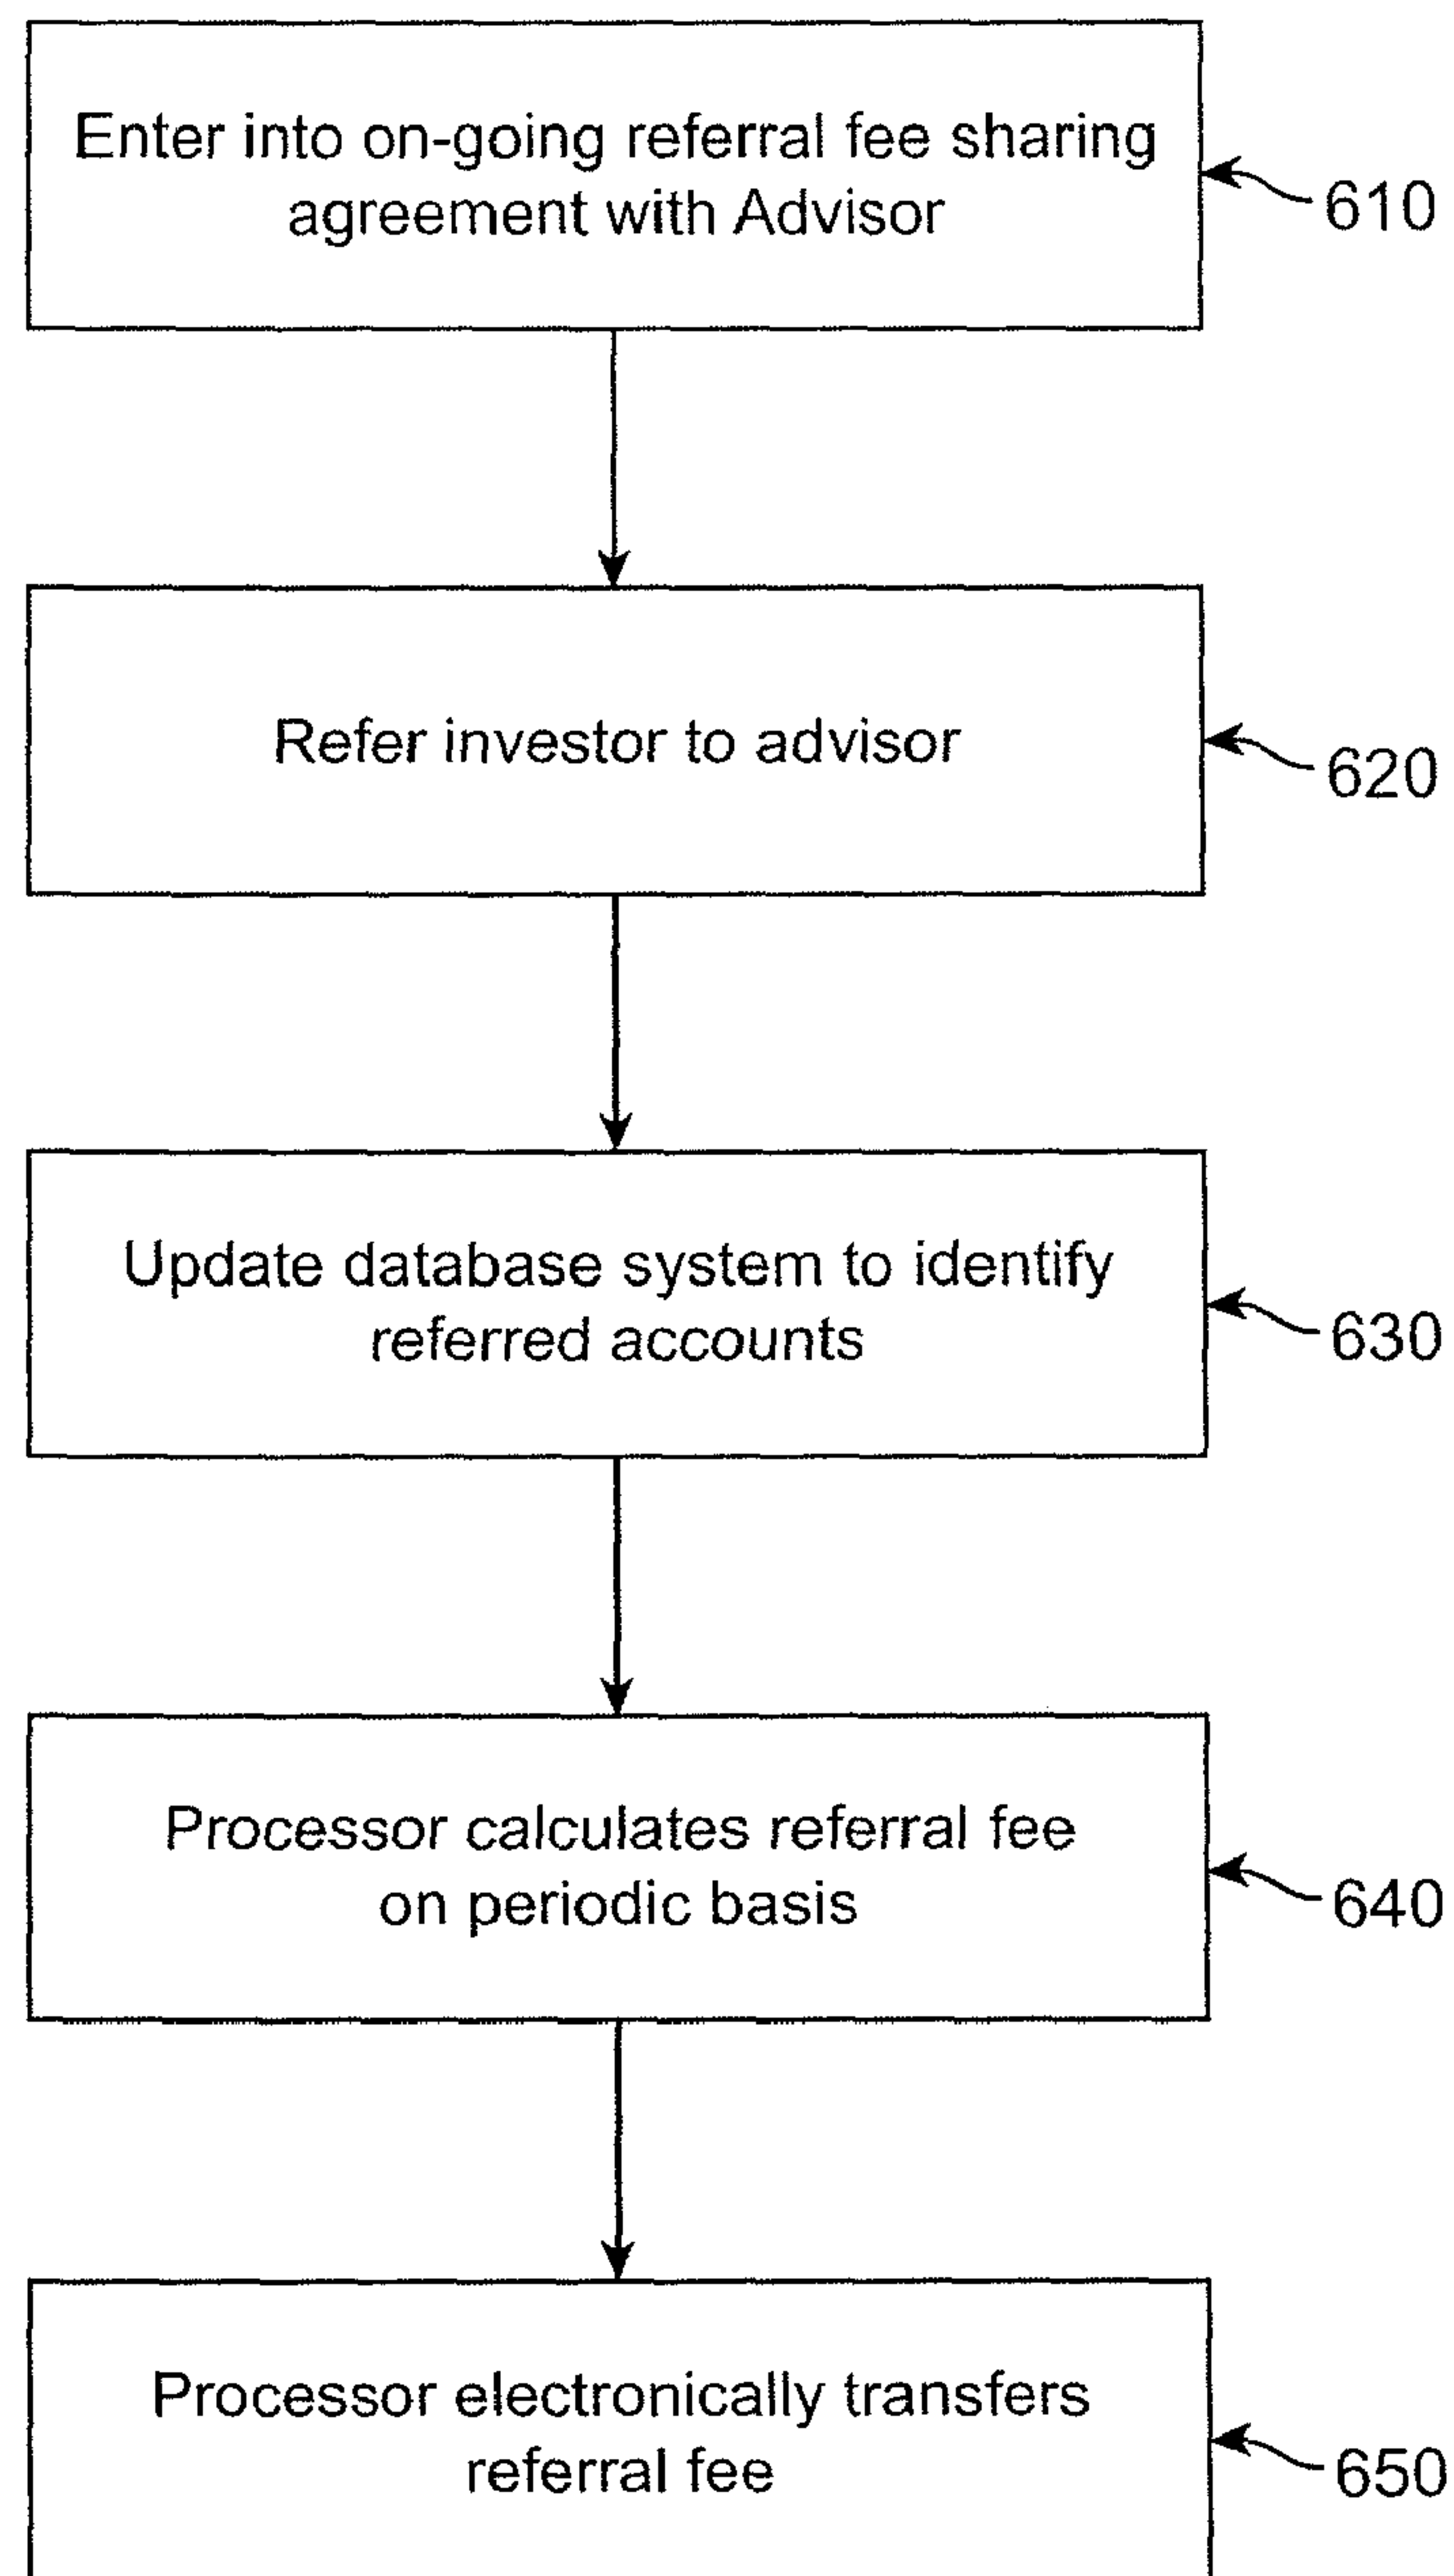 Enter into on-going referral fee sharing
agreement with Advisor
610
Refer investor to advisor
620
Update database system to identify
referred accounts
630
Processor calculates referral fee
on periodic basis
640
Processor electronically transfers
referral fee
650